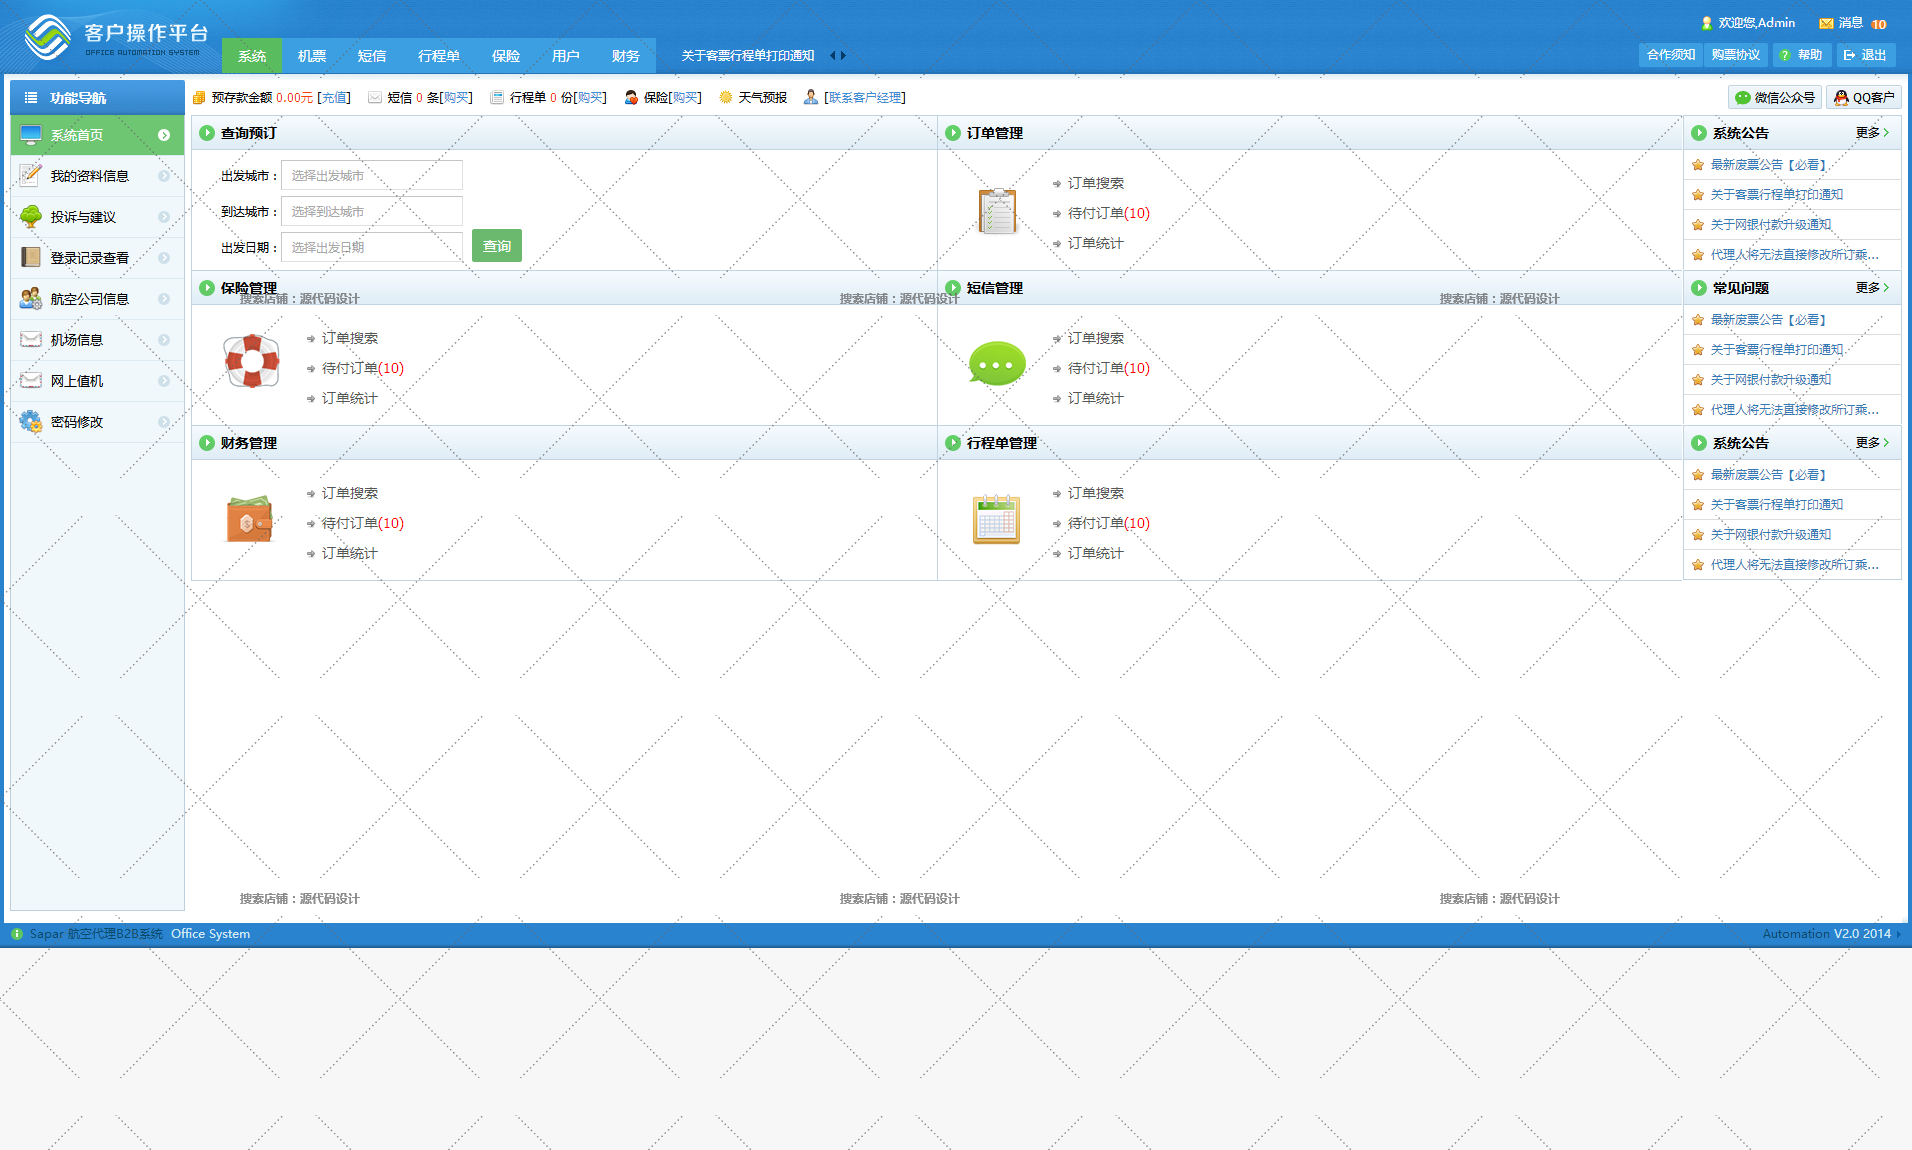 客户操作平台
OFFICE AUTOMATION SYSTEM
系统 机票 短信 行程单 保险 用户 财务
关于客票行程单打印通知
欢迎您,Admin 消息 10
合作须知 购票协议 帮助 退出
功能导航
系统首页
我的资料信息
投诉与建议
登录记录查看
航空公司信息
机场信息
网上值机
密码修改
预存款金额 0.00元 [充值] 短信 0 条[购买] 行程单 0 份[购买] 保险[购买] 天气预报 [联系客户经理]
微信公众号 QQ客户
查询预订
出发城市： 选择出发城市
到达城市： 选择到达城市
出发日期： 选择出发日期 查询
订单管理
订单搜索
待付订单(10)
订单统计
系统公告 更多
最新废票公告【必看】
关于客票行程单打印通知
关于网银付款升级通知
代理人将无法直接修改所订乘...
保险管理
订单搜索
待付订单(10)
订单统计
短信管理
订单搜索
待付订单(10)
订单统计
常见问题 更多
最新废票公告【必看】
关于客票行程单打印通知
关于网银付款升级通知
代理人将无法直接修改所订乘...
搜索店铺：源代码设计 搜索店铺：源代码设计 搜索店铺：源代码设计
财务管理
订单搜索
待付订单(10)
订单统计
行程单管理
订单搜索
待付订单(10)
订单统计
系统公告 更多
最新废票公告【必看】
关于客票行程单打印通知
关于网银付款升级通知
代理人将无法直接修改所订乘...
搜索店铺：源代码设计 搜索店铺：源代码设计 搜索店铺：源代码设计
Sapar 航空代理B2B系统 Office System
Automation V2.0 2014